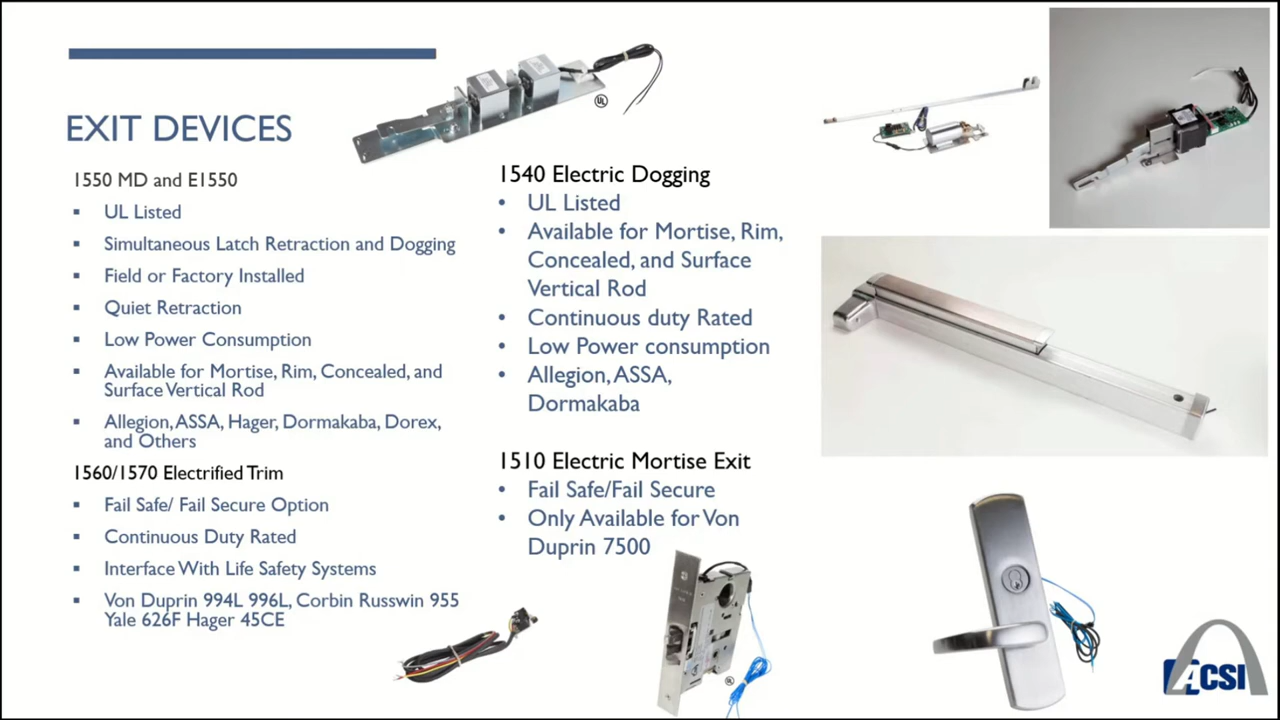 EXIT DEVICES
1550 MD and E1550
▪ UL Listed
▪ Simultaneous Latch Retraction and Dogging
▪ Field or Factory Installed
▪ Quiet Retraction
▪ Low Power Consumption
▪ Available for Mortise, Rim, Concealed, and
Surface Vertical Rod
▪ Allegion, ASSA, Hager, Dormakaba, Dorex,
and Others
1560/1570 Electrified Trim
▪ Fail Safe/ Fail Secure Option
▪ Continuous Duty Rated
▪ Interface With Life Safety Systems
▪ Von Duprin 994L 996L, Corbin Russwin 955
Yale 626F Hager 45CE
1540 Electric Dogging
• UL Listed
• Available for Mortise, Rim,
Concealed, and Surface
Vertical Rod
• Continuous duty Rated
• Low Power consumption
• Allegion, ASSA,
Dormakaba
1510 Electric Mortise Exit
• Fail Safe/Fail Secure
• Only Available for Von
Duprin 7500
UL
UL
ACSI